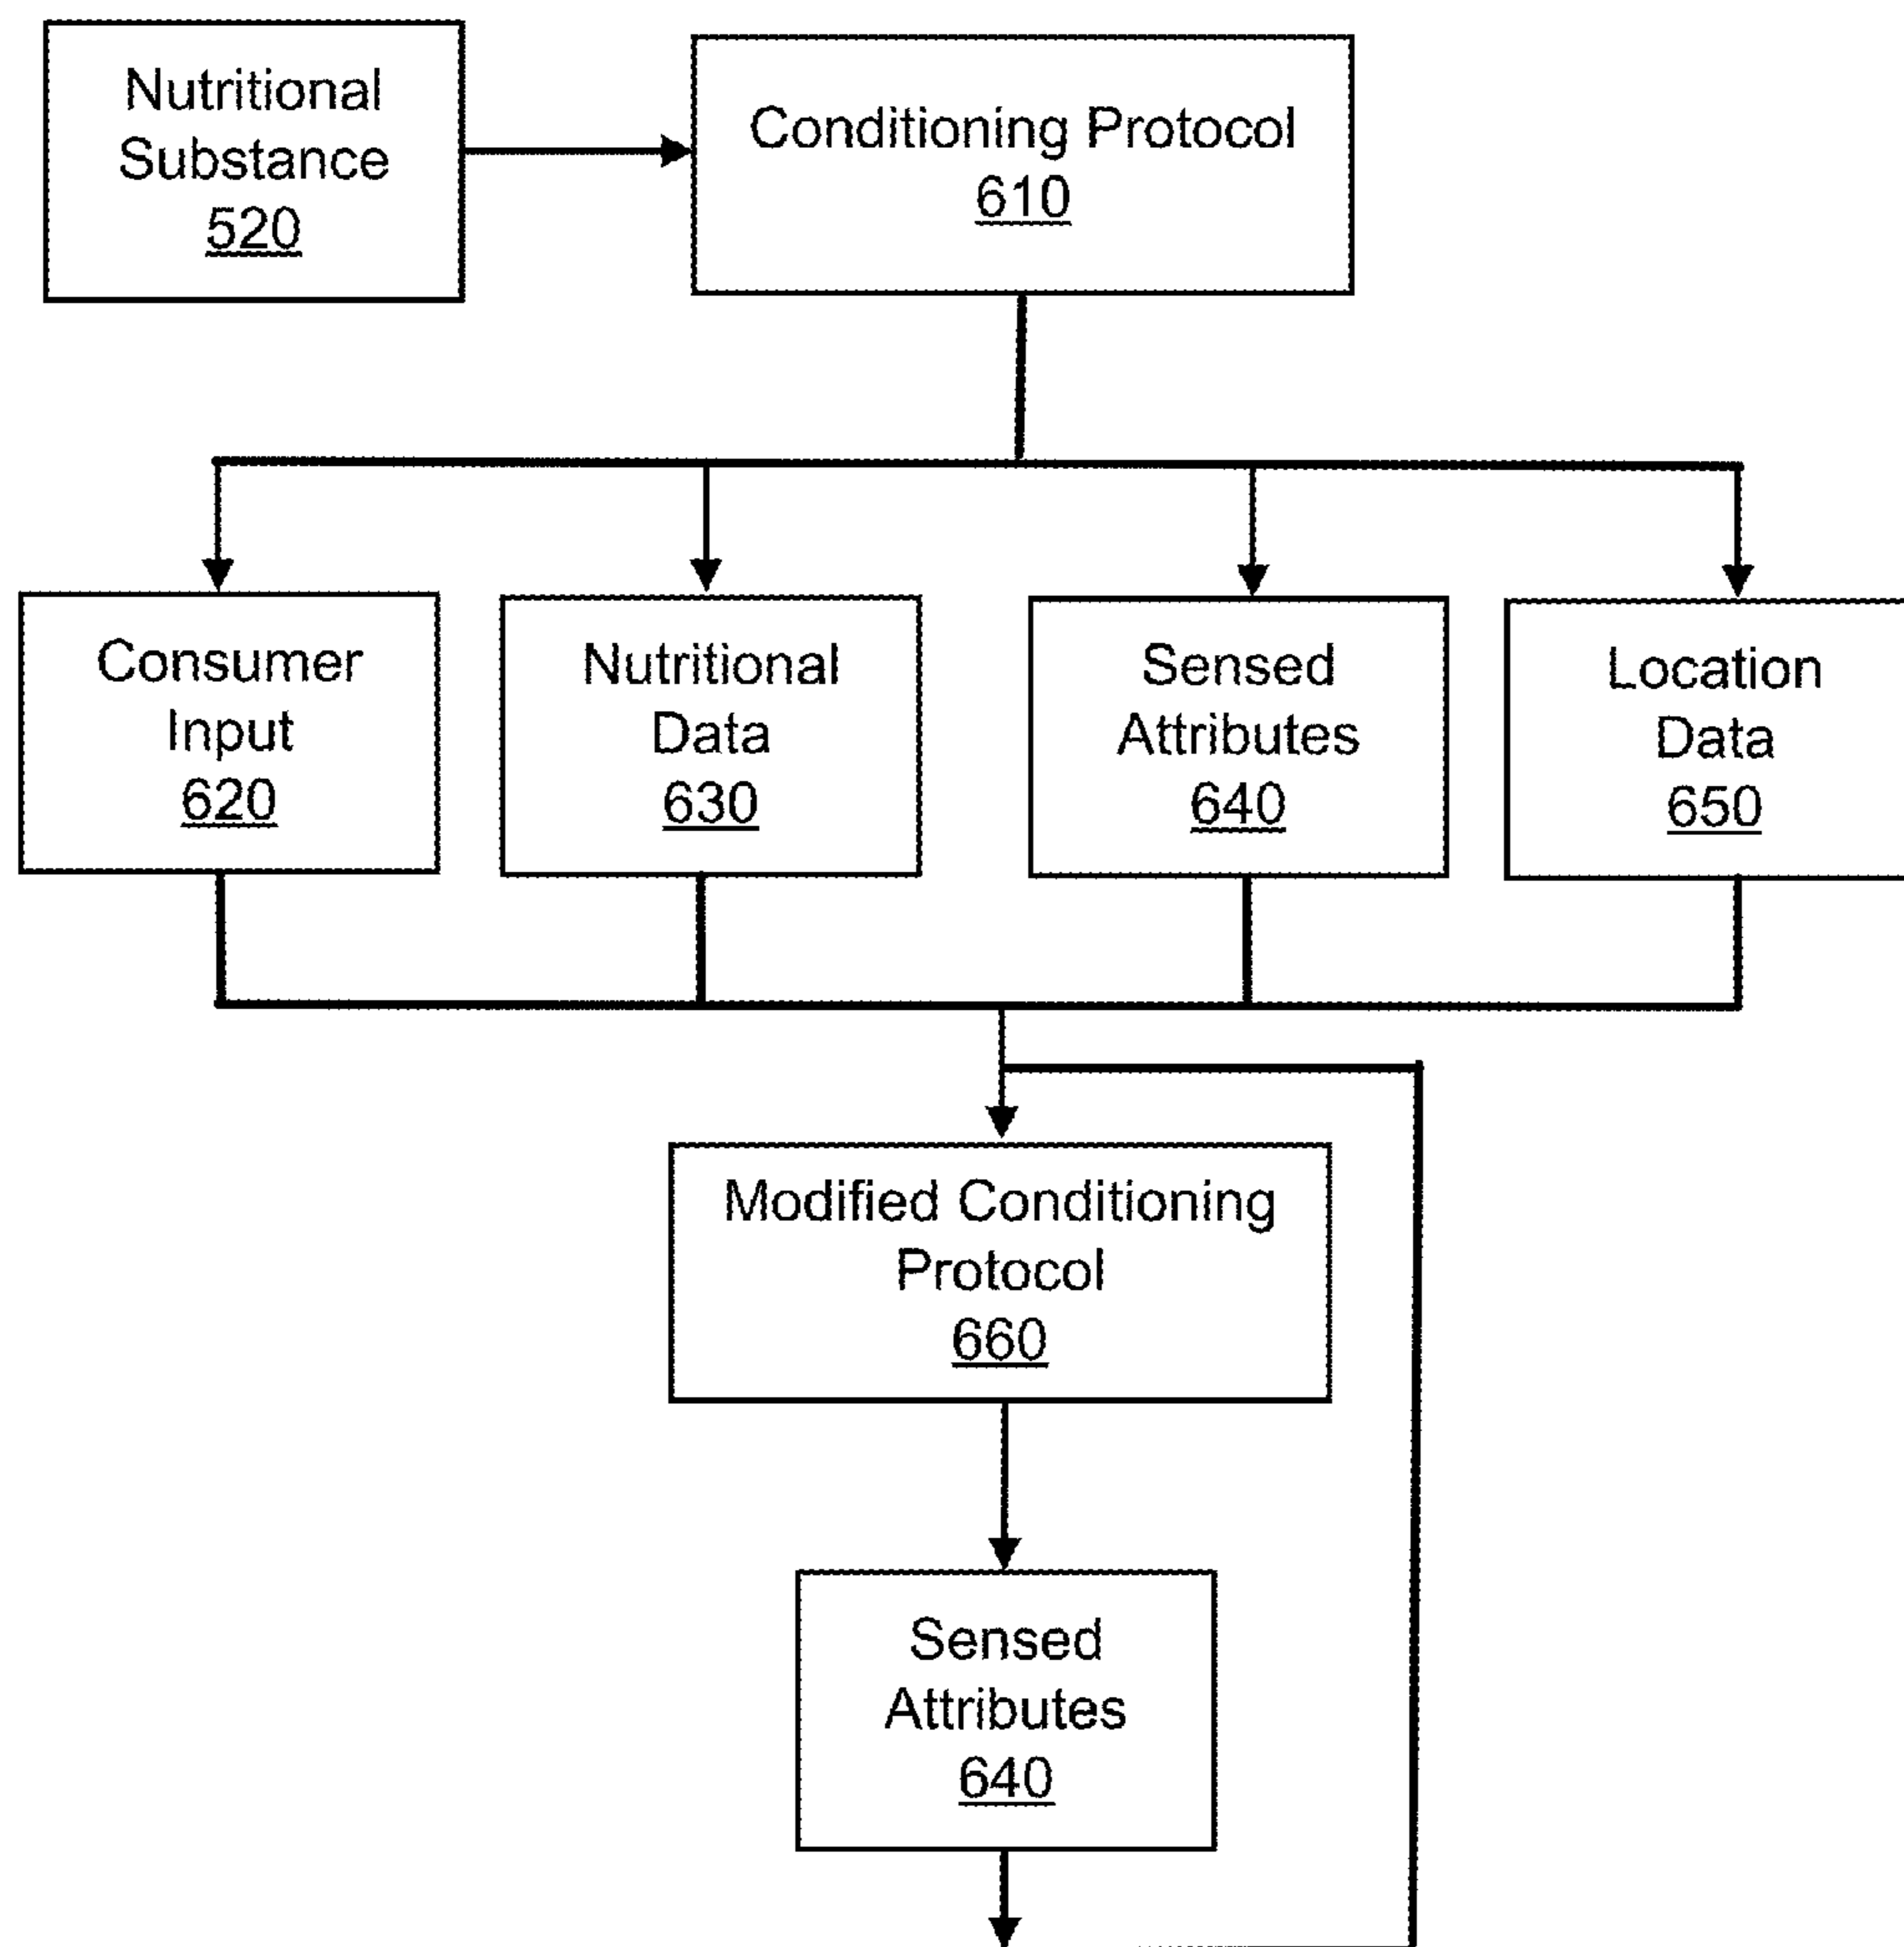 Nutritional
Substance
520
Conditioning Protocol
610
Consumer
Input
620
Nutritional
Data
630
Sensed
Attributes
640
Location
Data
650
Modified Conditioning
Protocol
660
Sensed
Attributes
640